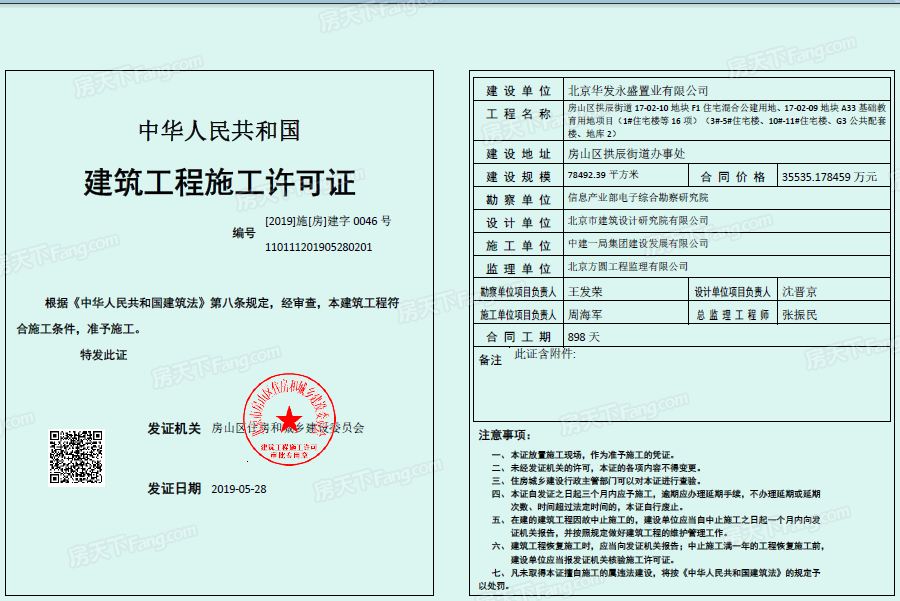 中华人民共和国
建筑工程施工许可证
编号
[2019]施[房]建字 0046 号
110111201905280201
根据《中华人民共和国建筑法》第八条规定，经审查，本建筑工程符
合施工条件，准予施工。
特发此证
发证机关 房山区住房和城乡建设委员会
建筑工程施工许可
审批专用章
发证日期 2019-05-28
建设单位 北京华发永盛置业有限公司
工程名称
房山区拱辰街道 17-02-10 地块 F1 住宅混合公建用地、17-02-09 地块 A33 基础教
育用地项目（1#住宅楼等 16 项）（3#-5#住宅楼、10#-11#住宅楼、G3 公共配套
楼、地库 2）
建设地址 房山区拱辰街道办事处
建设规模 78492.39 平方米 合同价格 35535.178459 万元
勘察单位 信息产业部电子综合勘察研究院
设计单位 北京市建筑设计研究院有限公司
施工单位 中建一局集团建设发展有限公司
监理单位 北京方圆工程监理有限公司
勘察单位项目负责人 王发荣 设计单位项目负责人 沈晋京
施工单位项目负责人 周海军 总监理工程师 张振民
合同工期 898 天
备注 此证含附件:
注意事项：
一、本证放置施工现场，作为准予施工的凭证。
二、未经发证机关的许可，本证的各项内容不得变更。
三、住房城乡建设行政主管部门可以对本证进行查验。
四、本证自发证之日起三个月内应予施工，逾期应办理延期手续，不办理延期或延期
次数、时间超过法定时间的，本证自行废止。
五、在建的建筑工程因故中止施工的，建设单位应当自中止施工之日起一个月内向发
证机关报告，并按照规定做好建筑工程的维护管理工作。
六、建筑工程恢复施工时，应当向发证机关报告；中止施工满一年的工程恢复施工前，
建设单位应当报发证机关核验施工许可证。
七、凡未取得本证擅自施工的属违法建设，将按《中华人民共和国建筑法》的规定予
以处罚。
房天下Fang.com